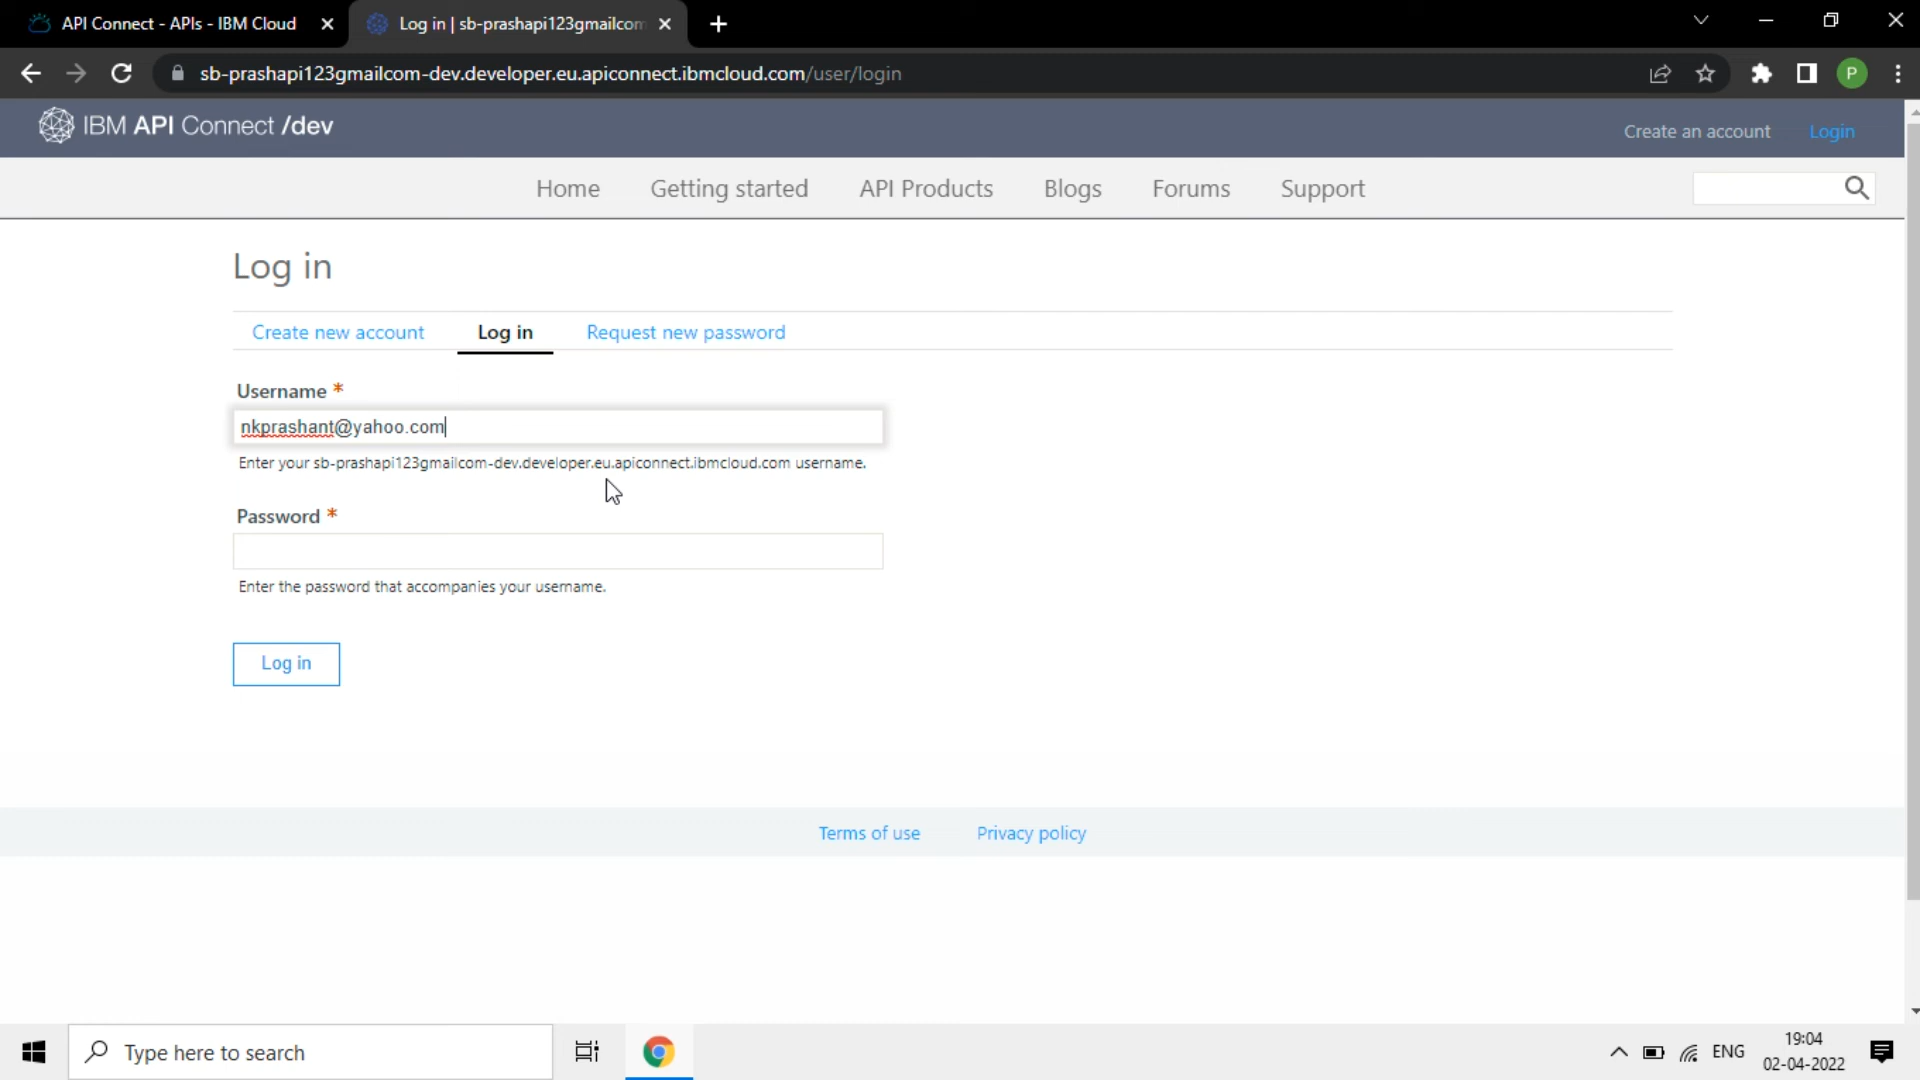 API Connect - APIs - IBM Cloud
Log in | sb-prashapi123gmailcom
sb-prashapi123gmailcom-dev.developer.eu.apiconnect.ibmcloud.com/user/login
P
IBM API Connect /dev
Create an account
Login
Home
Getting started
API Products
Blogs
Forums
Support
Log in
Create new account
Log in
Request new password
Username *
nkprashant@yahoo.com
Enter your sb-prashapi123gmailcom-dev.developer.eu.apiconnect.ibmcloud.com username.
Password *
Enter the password that accompanies your username.
Log in
Terms of use
Privacy policy
Type here to search
ENG
19:04
02-04-2022